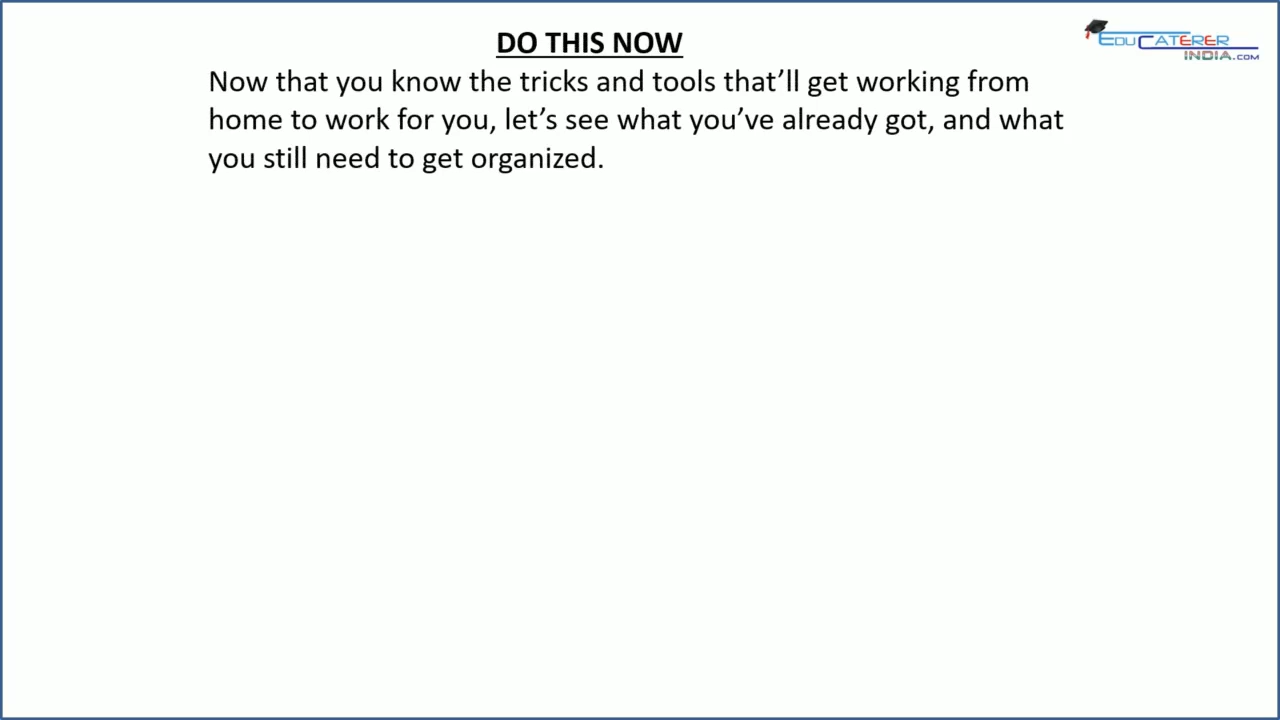 DO THIS NOW
EDUCATERER
INDIA.COM
Now that you know the tricks and tools that’ll get working from
home to work for you, let’s see what you’ve already got, and what
you still need to get organized.